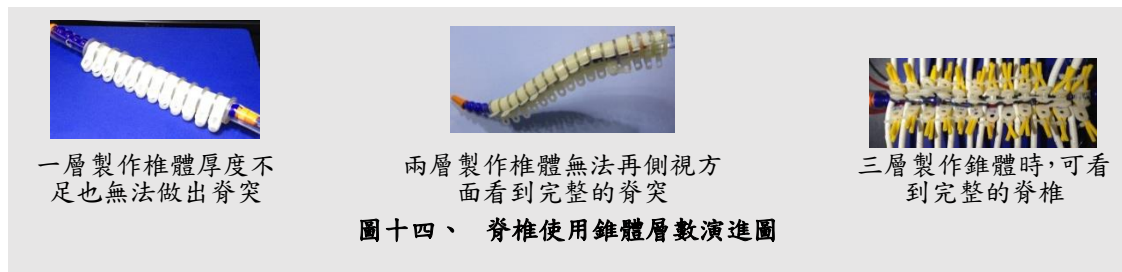 一層製作椎體厚度不
足也無法做出脊突
兩層製作椎體無法再側視方
面看到完整的脊突
三層製作錐體時，可看
到完整的脊椎
圖十四、 脊椎使用錐體層數演進圖